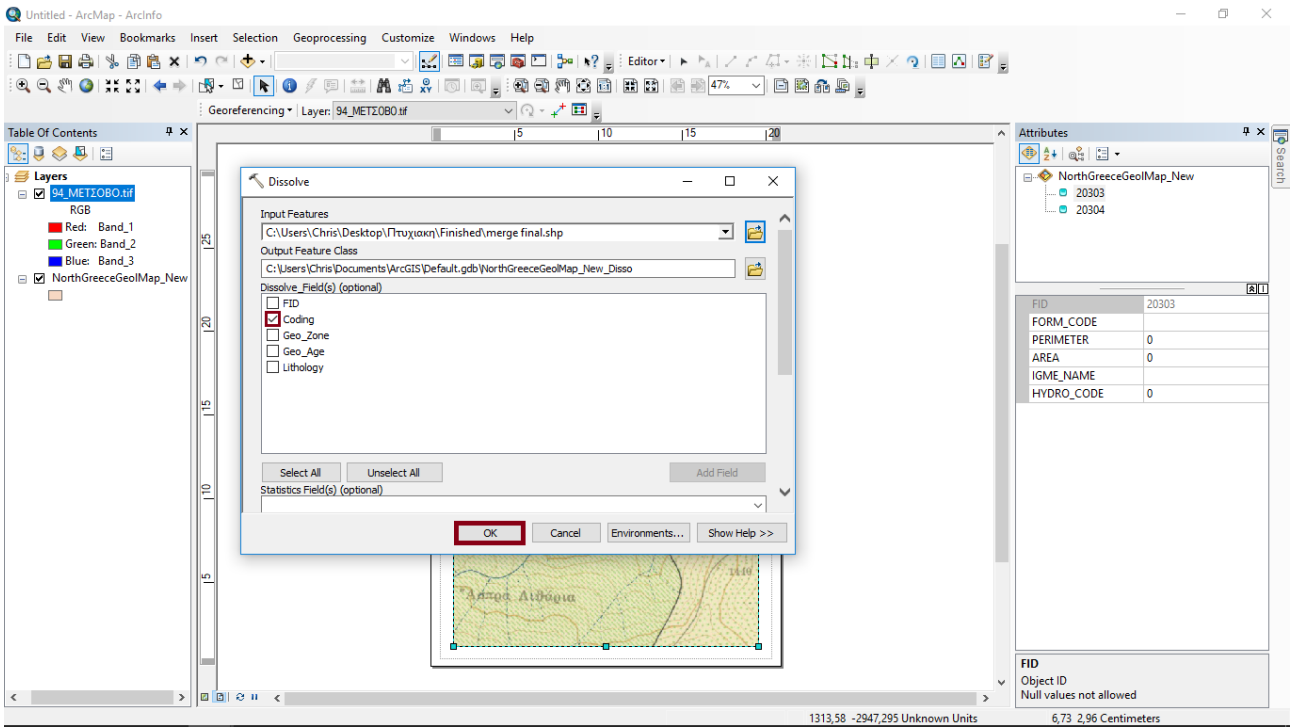 Untitled - ArcMap - ArcInfo
File Edit View Bookmarks Insert Selection Geoprocessing Customize Windows Help
Editor
47%
Georeferencing Layer: 94_ΜΕΤΣΟΒΟ.tif
Table Of Contents
Layers
94_ΜΕΤΣΟΒΟ.tif
RGB
Red: Band_1
Green: Band_2
Blue: Band_3
NorthGreeceGeolMap_New
5 10 15 20
25
20
15
10
5
Dissolve
Input Features
C:\Users\Chris\Desktop\Πτυχιακη\Finished\merge final.shp
Output Feature Class
C:\Users\Chris\Documents\ArcGIS\Default.gdb\NorthGreeceGeolMap_New_Disso
Dissolve_Field(s) (optional)
FID
Coding
Geo_Zone
Geo_Age
Lithology
Select All Unselect All Add Field
Statistics Field(s) (optional)
OK Cancel Environments... Show Help >>
Λιθάρια
Attributes
Search
NorthGreeceGeolMap_New
20303
20304
FID 20303
FORM_CODE
PERIMETER 0
AREA 0
IGME_NAME
HYDRO_CODE 0
FID
Object ID
Null values not allowed
1313,58 -2947,295 Unknown Units 6,73 2,96 Centimeters